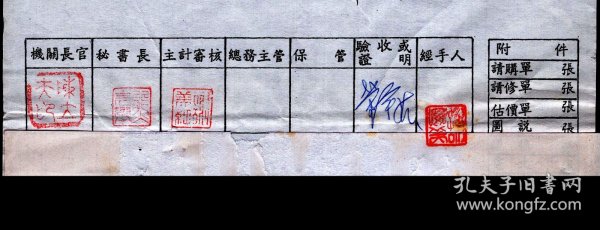 機關長官 秘書長 主計審核 總務主管 保管 驗收或證明 經手人
附件
請購單 張
請修單 張
估價單 張
圖說 張
孔夫子旧书网
www.kongfz.com